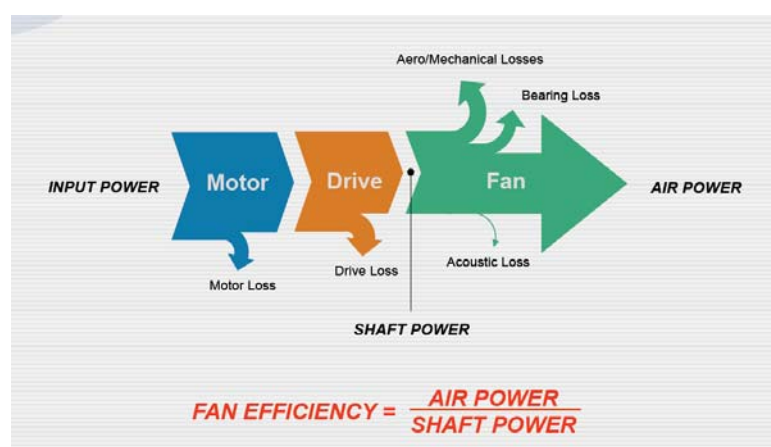 Aero/Mechanical Losses
Bearing Loss
INPUT POWER
Motor
Drive
Fan
AIR POWER
Motor Loss
Drive Loss
Acoustic Loss
SHAFT POWER
FAN EFFICIENCY = AIR POWER
SHAFT POWER